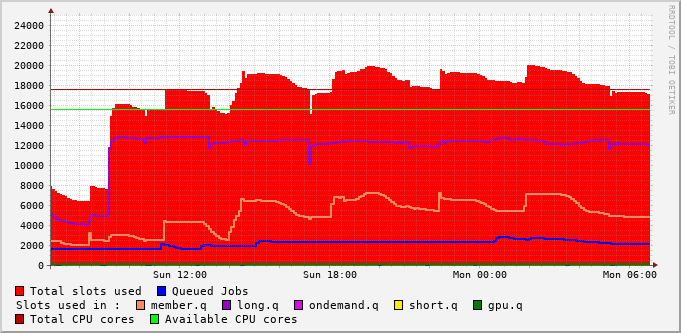 RRDTOOL / TOBI OETIKER
24000
22000
20000
18000
16000
14000
12000
10000
8000
6000
4000
2000
0
Sun 12:00 Sun 18:00 Mon 00:00 Mon 06:00
Total slots used Queued Jobs
Slots used in : member.q long.q ondemand.q short.q gpu.q
Total CPU cores Available CPU cores